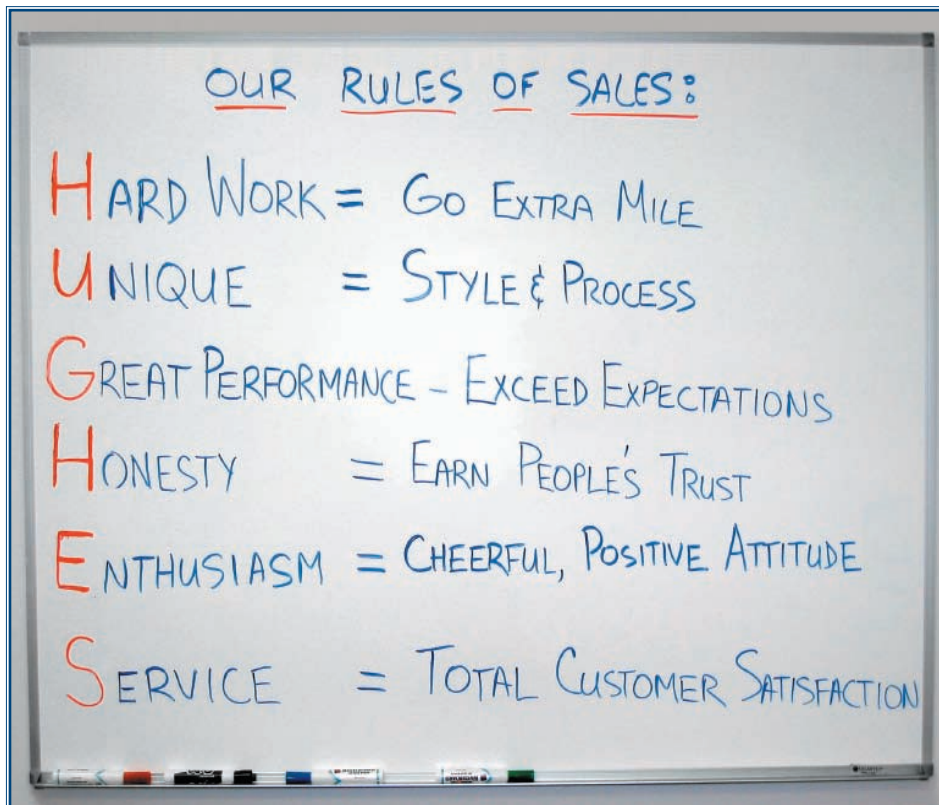 OUR RULES OF SALES:
HARD WORK = GO EXTRA MILE
UNIQUE = STYLE & PROCESS
GREAT PERFORMANCE - EXCEED EXPECTATIONS
HONESTY = EARN PEOPLE'S TRUST
ENTHUSIASM = CHEERFUL, POSITIVE ATTITUDE
SERVICE = TOTAL CUSTOMER SATISFACTION